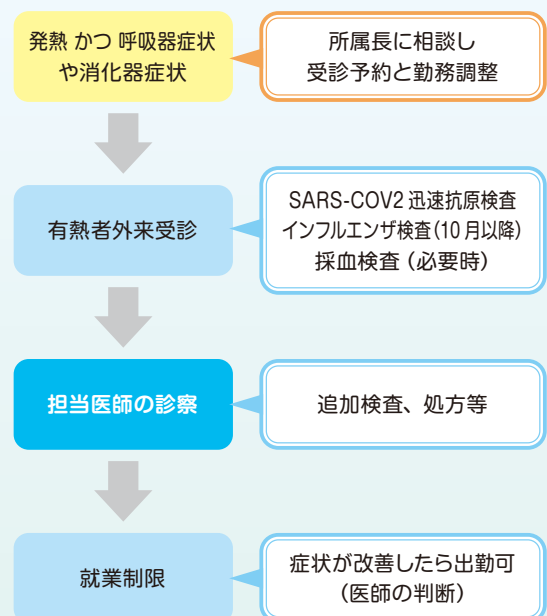 発熱 かつ 呼吸器症状
や消化器症状
所属長に相談し
受診予約と勤務調整
有熱者外来受診
SARS-COV2 迅速抗原検査
インフルエンザ検査(10月以降)
採血検査(必要時)
担当医師の診察
追加検査、処方等
就業制限
症状が改善したら出勤可
(医師の判断)